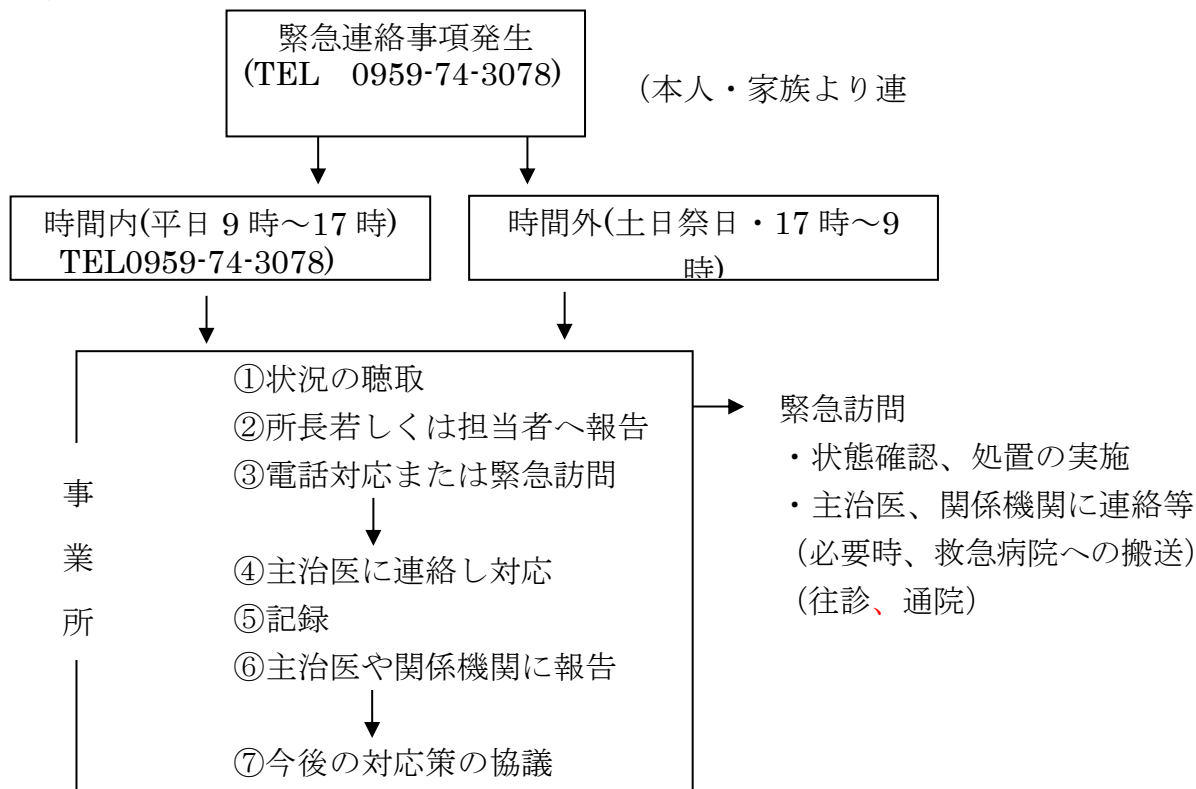 緊急連絡事項発生
(TEL　0959-74-3078)
（本人・家族より連
時間内(平日 9 時～17 時)
TEL0959-74-3078)
時間外(土日祭日・17 時～9
時)
①状況の聴取
②所長若しくは担当者へ報告
③電話対応または緊急訪問
④主治医に連絡し対応
⑤記録
⑥主治医や関係機関に報告
⑦今後の対応策の協議
事
業
所
緊急訪問
・状態確認、処置の実施
・主治医、関係機関に連絡等
（必要時、救急病院への搬送）
（往診、通院）